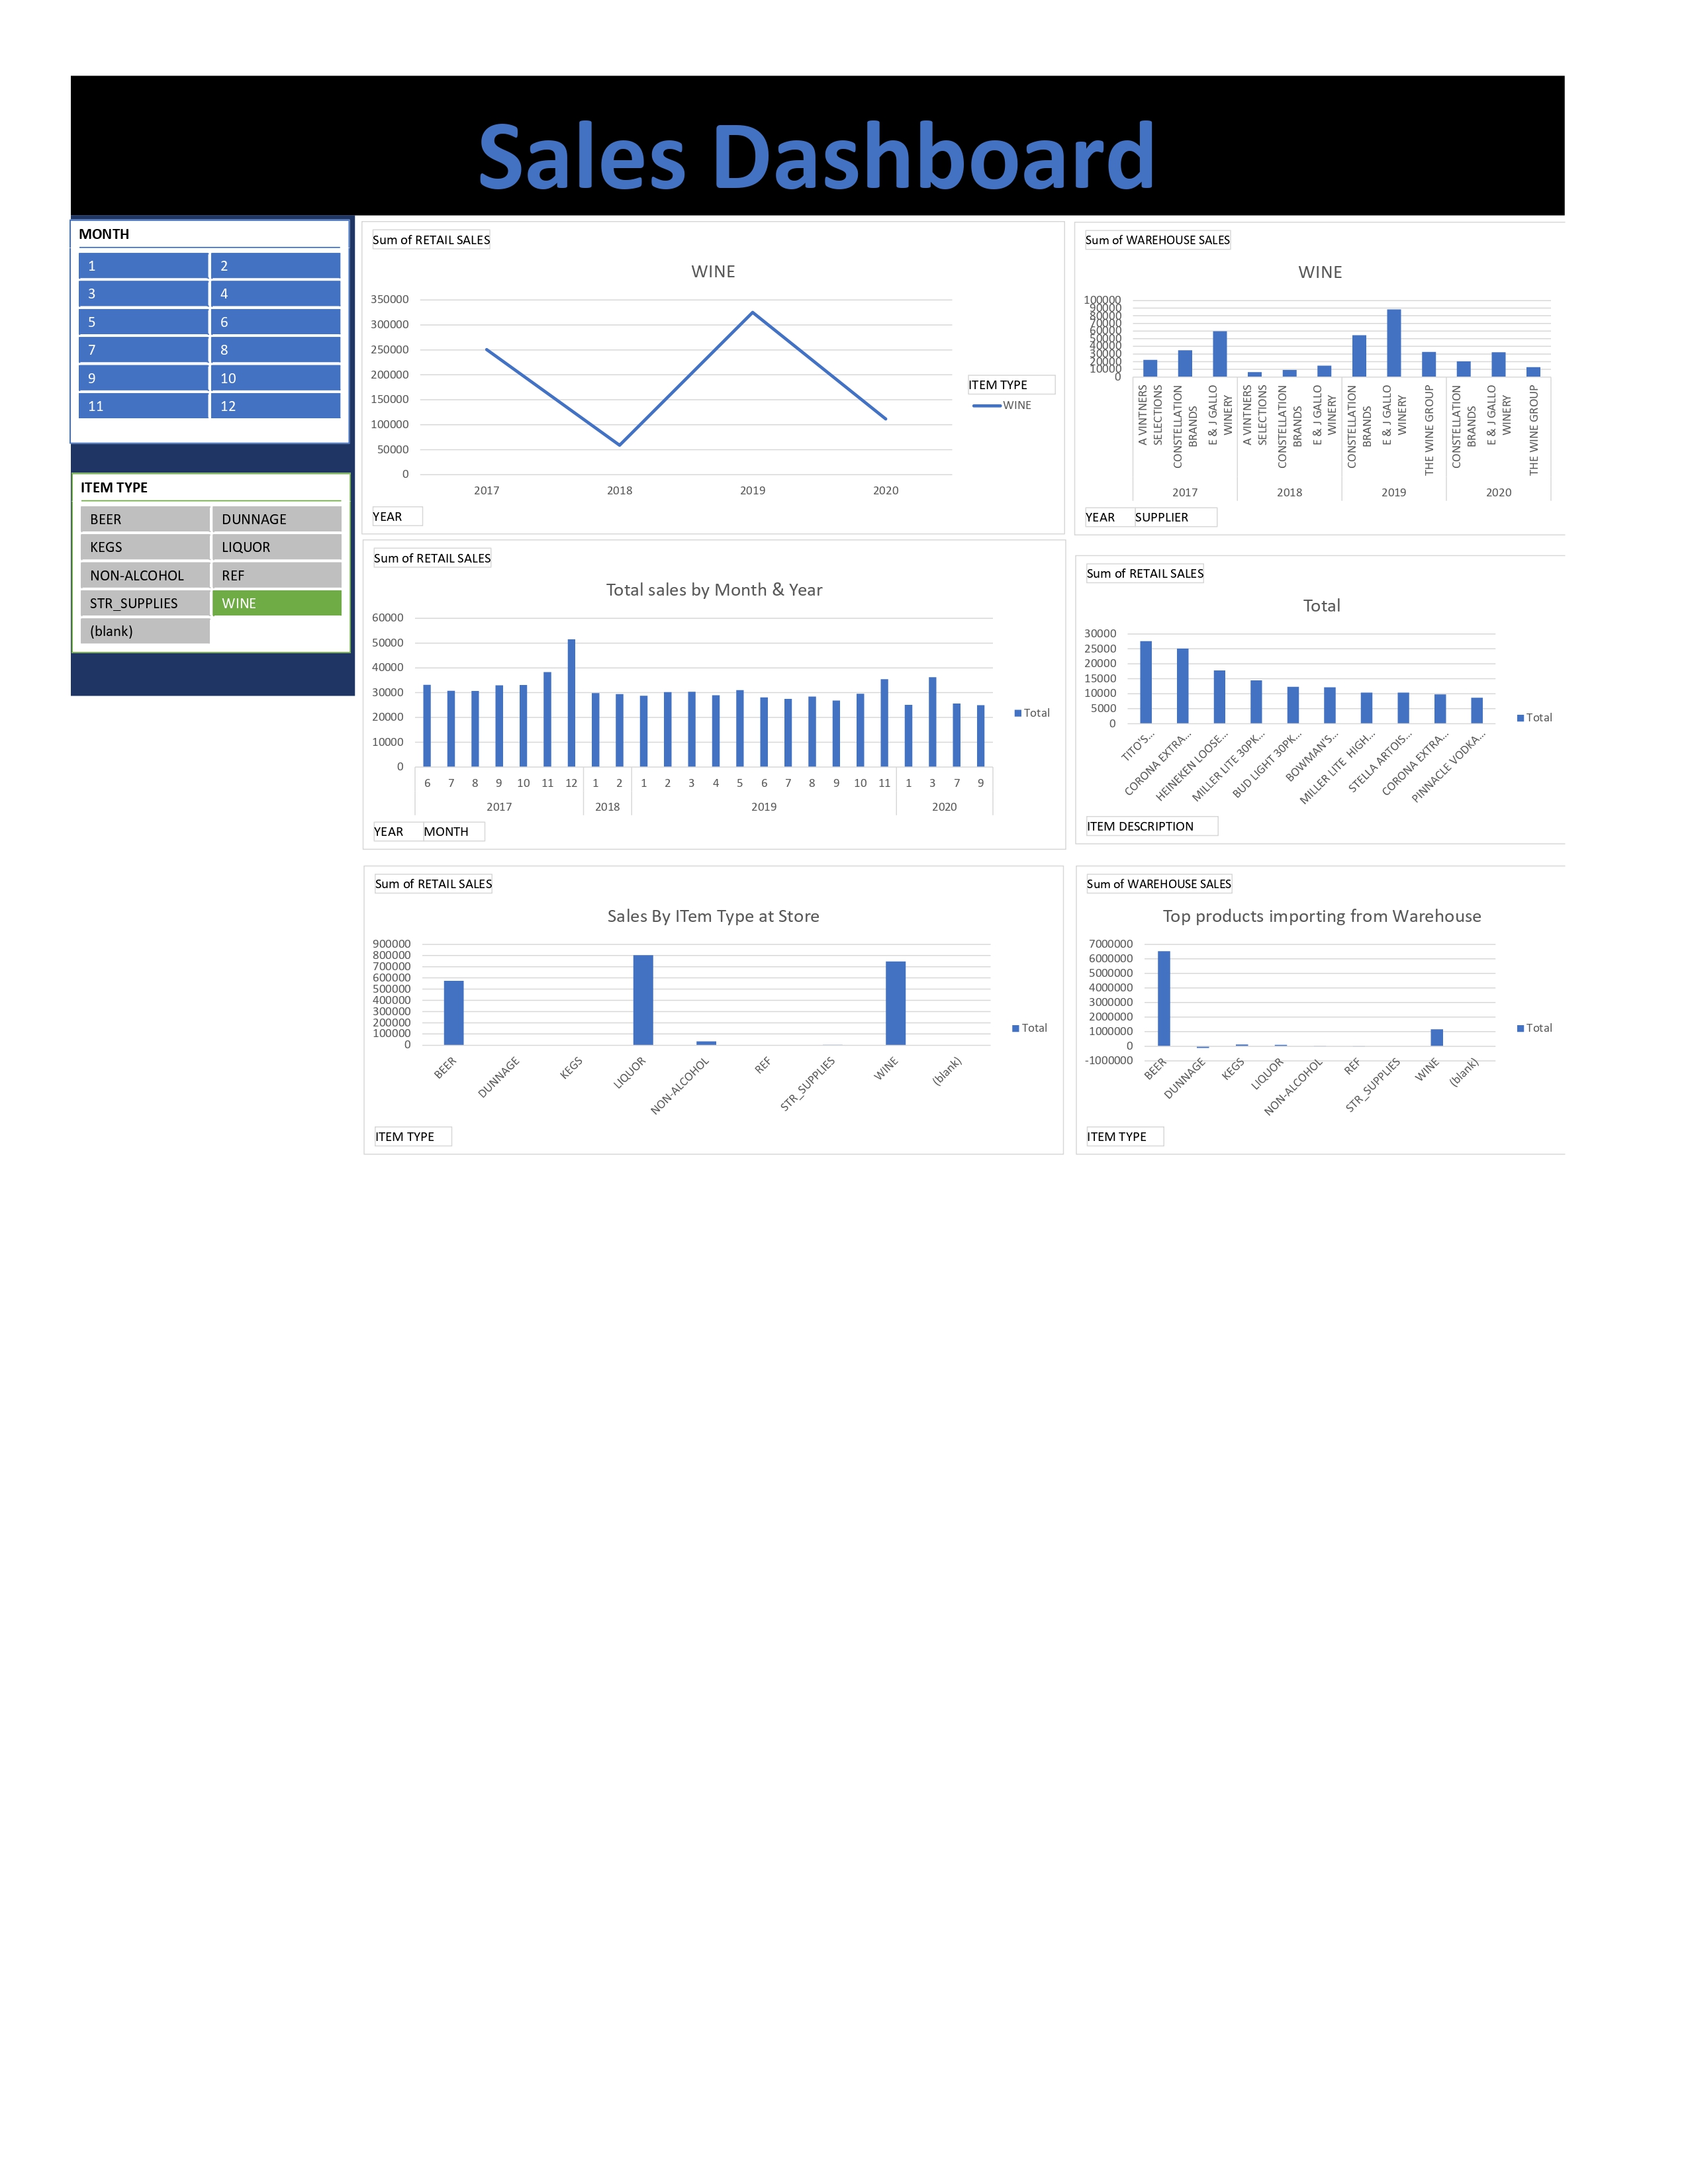 Sales Dashboard
MONTH
1 2
3 4
5 6
7 8
9 10
11 12
ITEM TYPE
BEER DUNNAGE
KEGS LIQUOR
NON-ALCOHOL REF
STR_SUPPLIES WINE
(blank)
Sum of RETAIL SALES
WINE
350000
300000
250000
200000
150000
100000
50000
0
2017 2018 2019 2020
ITEM TYPE
WINE
YEAR
Sum of WAREHOUSE SALES
WINE
100000
90000
80000
70000
60000
50000
40000
30000
20000
10000
0
A VINTNERS
SELECTIONS
CONSTELLATION
BRANDS
E & J GALLO
WINERY
A VINTNERS
SELECTIONS
CONSTELLATION
BRANDS
E & J GALLO
WINERY
CONSTELLATION
BRANDS
E & J GALLO
WINERY
THE WINE GROUP
CONSTELLATION
BRANDS
E & J GALLO
WINERY
THE WINE GROUP
2017 2018 2019 2020
YEAR SUPPLIER
Sum of RETAIL SALES
Total sales by Month & Year
60000
50000
40000
30000
20000
10000
0
6 7 8 9 10 11 12 1 2 1 2 3 4 5 6 7 8 9 10 11 1 3 7 9
2017 2018 2019 2020
Total
YEAR MONTH
Sum of RETAIL SALES
Total
30000
25000
20000
15000
10000
5000
0
TITO'S...
CORONA EXTRA...
HEINEKEN LOOSE...
MILLER LITE 30PK...
BUD LIGHT 30PK...
BOWMAN'S...
MILLER LITE HIGH...
STELLA ARTOIS...
CORONA EXTRA...
PINNACLE VODKA...
Total
ITEM DESCRIPTION
Sum of RETAIL SALES
Sales By ITem Type at Store
900000
800000
700000
600000
500000
400000
300000
200000
100000
0
BEER
DUNNAGE
KEGS
LIQUOR
NON-ALCOHOL
REF
STR_SUPPLIES
WINE
(blank)
Total
ITEM TYPE
Sum of WAREHOUSE SALES
Top products importing from Warehouse
7000000
6000000
5000000
4000000
3000000
2000000
1000000
0
-1000000
BEER
DUNNAGE
KEGS
LIQUOR
NON-ALCOHOL
REF
STR_SUPPLIES
WINE
(blank)
Total
ITEM TYPE